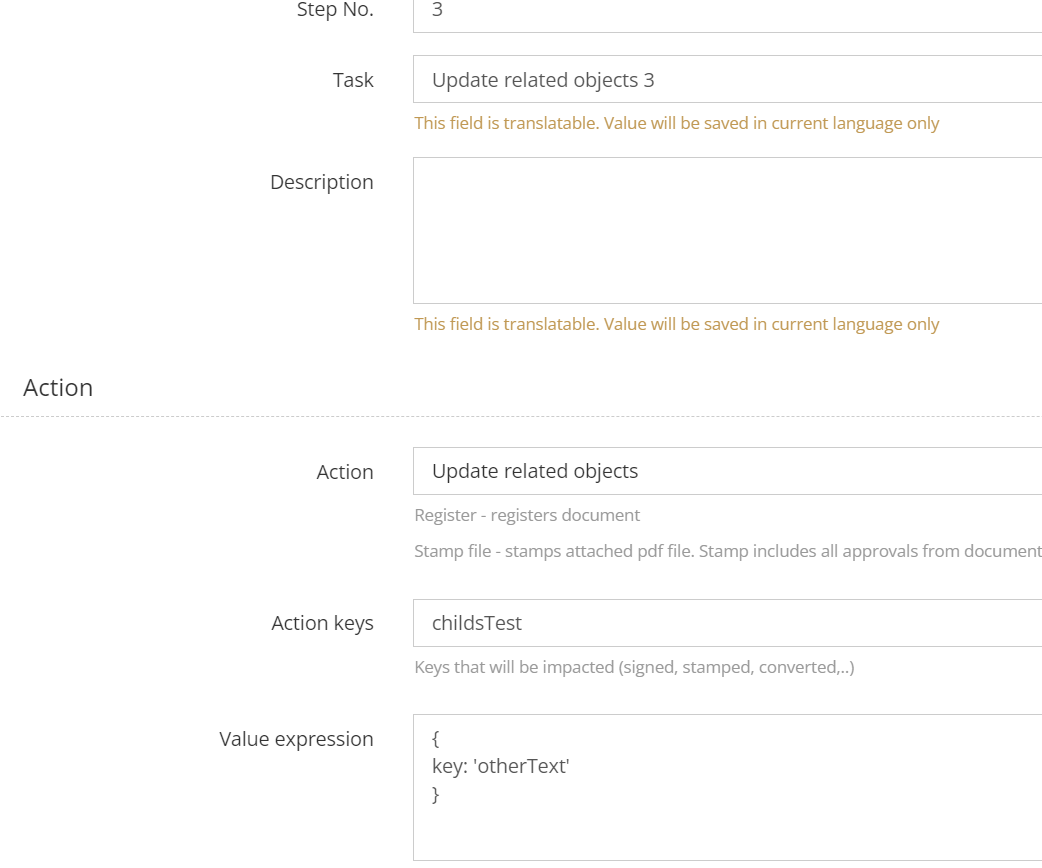 Step No.
3
Task
Update related objects 3
This field is translatable. Value will be saved in current language only
Description
This field is translatable. Value will be saved in current language only
Action
Action
Update related objects
Register - registers document
Stamp file - stamps attached pdf file. Stamp includes all approvals from document
Action keys
childsTest
Keys that will be impacted (signed, stamped, converted,..)
Value expression
{
key: 'otherText'
}